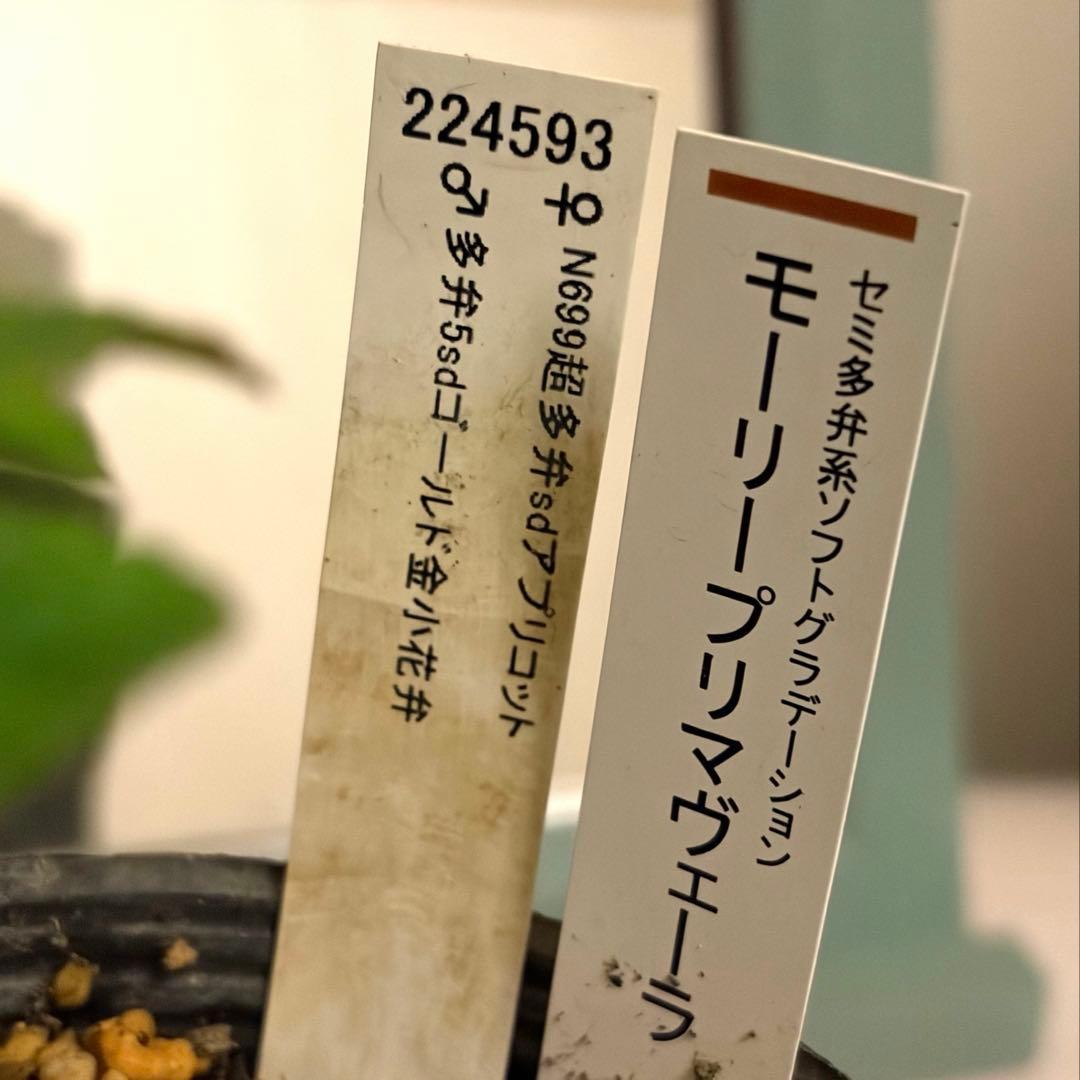 224593
♀N699超多弁sdアプリコット
♂多弁5sdゴールド金小花弁
セミ多弁系ソフトグラデーション
モーリープリマヴェーラ